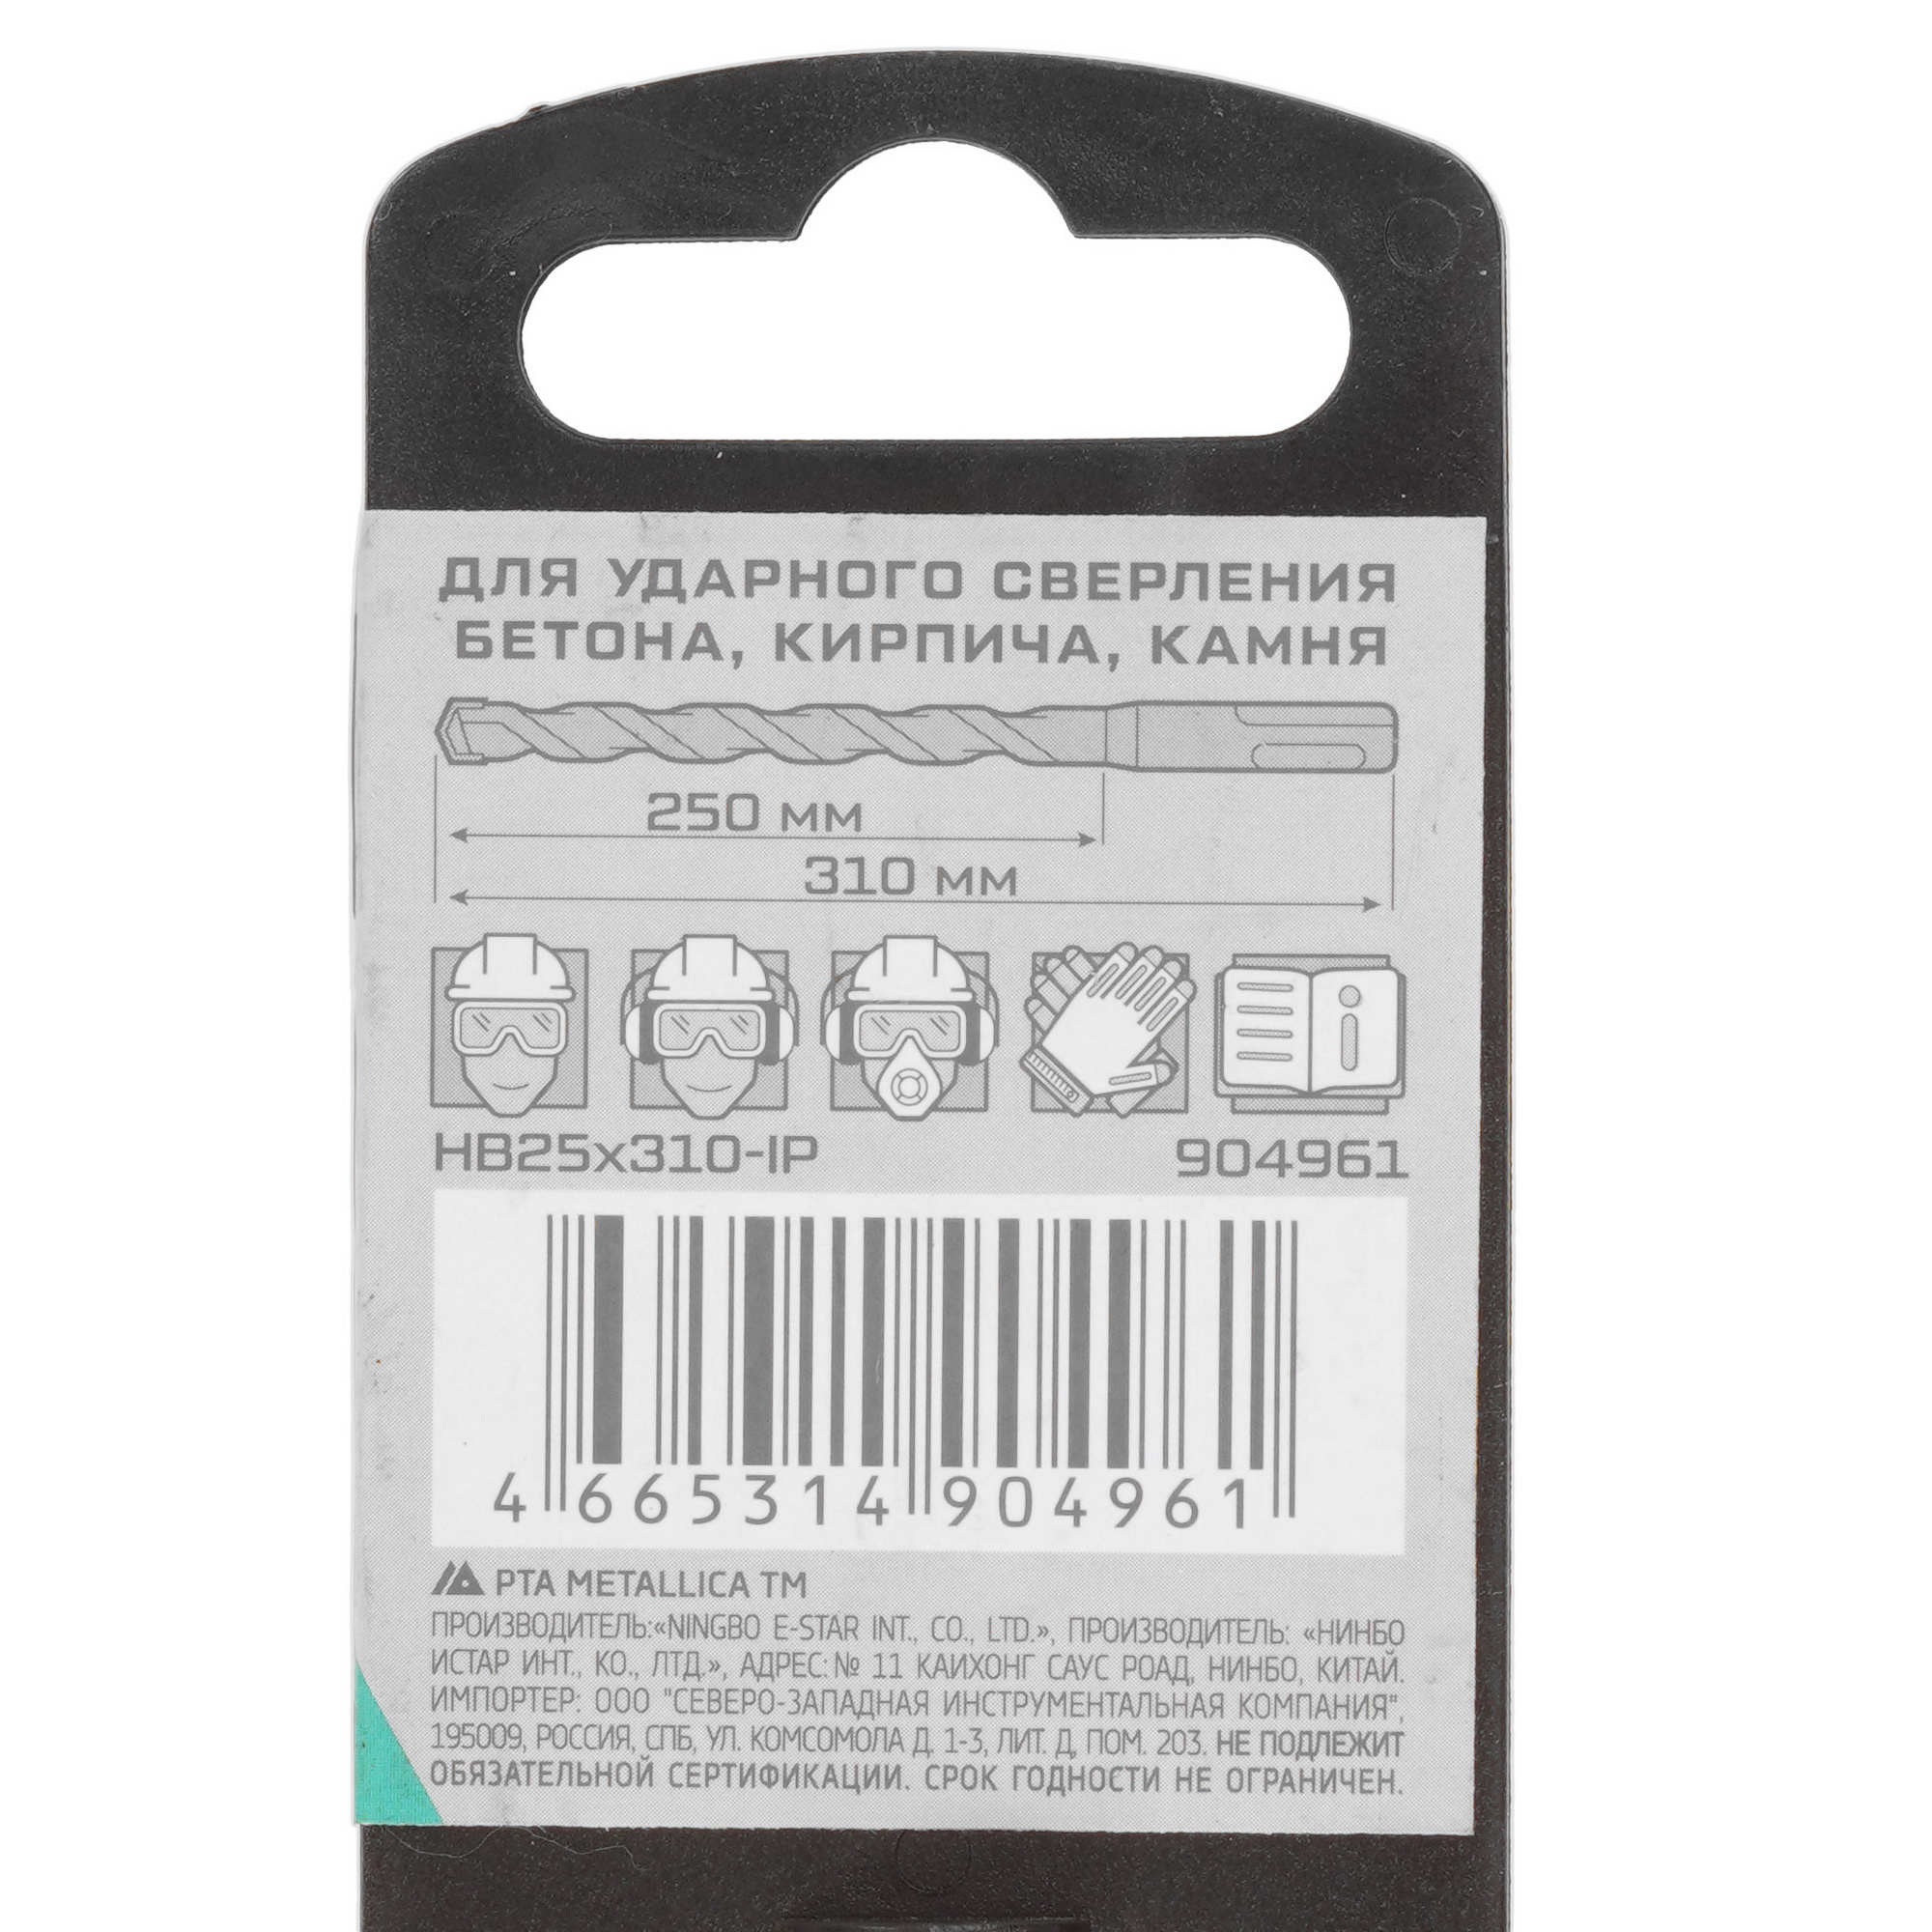 ДЛЯ УДАРНОГО СВЕРЛЕНИЯ
БЕТОНА, КИРПИЧА, КАМНЯ
250 мм
310 мм
HB25x310-IP 904961
4 665314 904961
PTA METALLICA TM
ПРОИЗВОДИТЕЛЬ:«NINGBO E-STAR INT., CO., LTD.», ПРОИЗВОДИТЕЛЬ: «НИНБО
ИСТАР ИНТ., КО., ЛТД.», АДРЕС:№ 11 КАИХОНГ САУС РОАД, НИНБО, КИТАЙ.
ИМПОРТЕР: ООО "СЕВЕРО-ЗАПАДНАЯ ИНСТРУМЕНТАЛЬНАЯ КОМПАНИЯ",
195009, РОССИЯ, СПБ, УЛ. КОМСОМОЛА Д. 1-3, ЛИТ. Д, ПОМ. 203. НЕ ПОДЛЕЖИТ
ОБЯЗАТЕЛЬНОЙ СЕРТИФИКАЦИИ. СРОК ГОДНОСТИ НЕ ОГРАНИЧЕН.